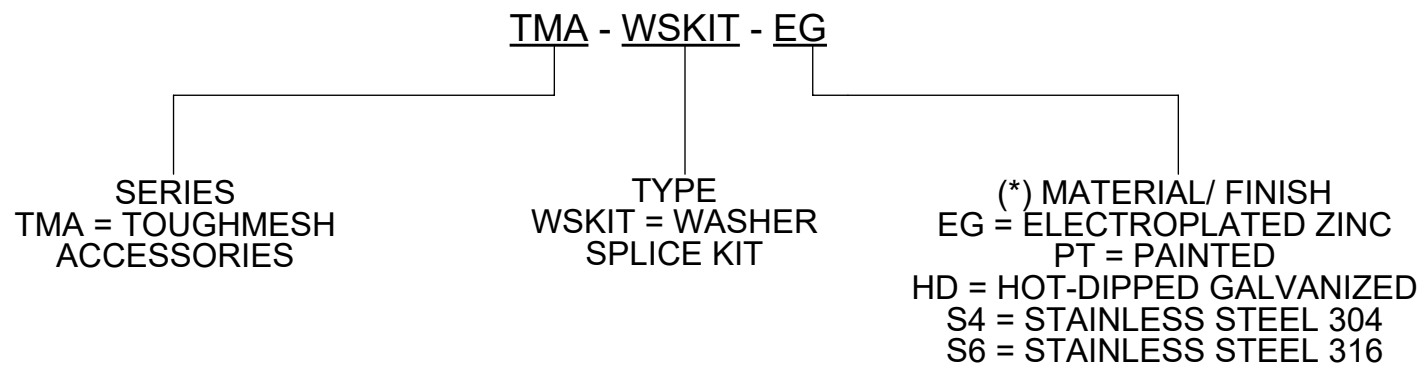 TMA - WSKIT - EG
SERIES
TMA = TOUGHMESH
ACCESSORIES
TYPE
WSKIT = WASHER
SPLICE KIT
(*) MATERIAL/ FINISH
EG = ELECTROPLATED ZINC
PT = PAINTED
HD = HOT-DIPPED GALVANIZED
S4 = STAINLESS STEEL 304
S6 = STAINLESS STEEL 316